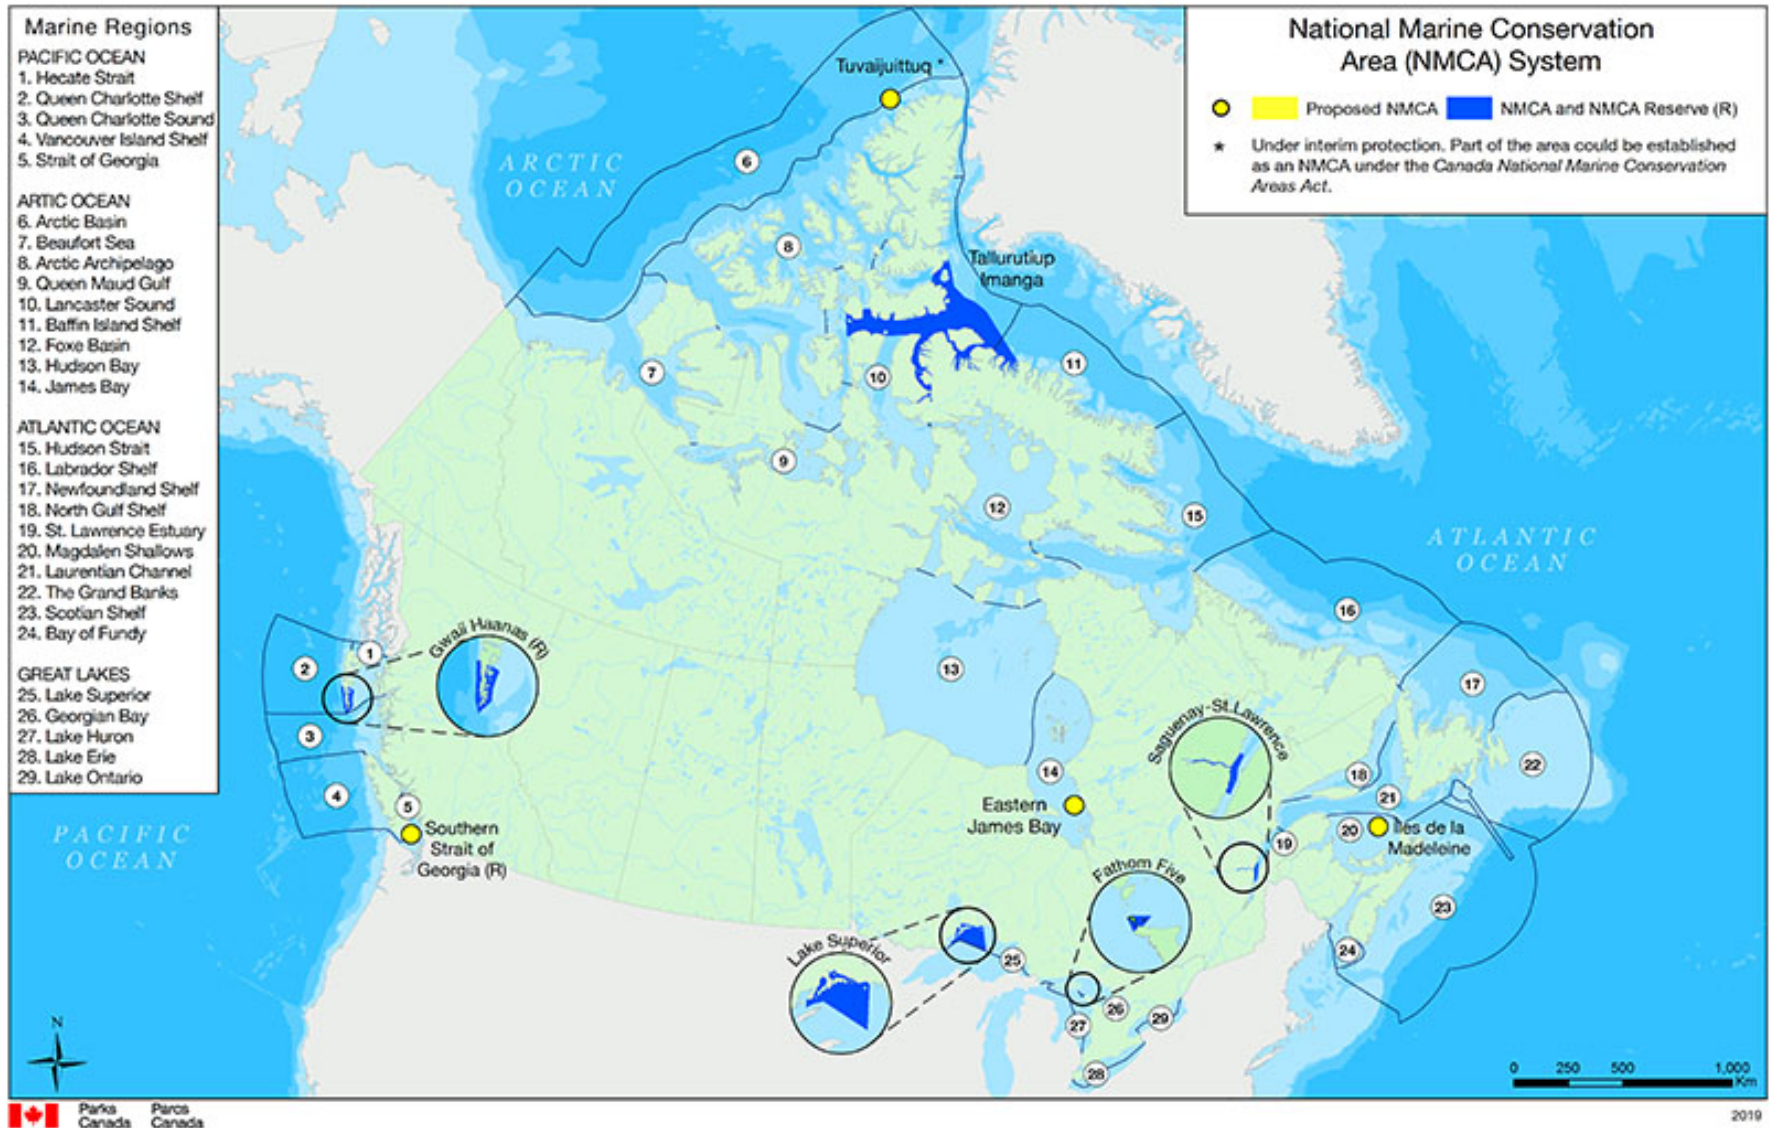 Marine Regions
PACIFIC OCEAN
1. Hecate Strait
2. Queen Charlotte Shelf
3. Queen Charlotte Sound
4. Vancouver Island Shelf
5. Strait of Georgia
ARTIC OCEAN
6. Arctic Basin
7. Beaufort Sea
8. Arctic Archipelago
9. Queen Maud Gulf
10. Lancaster Sound
11. Baffin Island Shelf
12. Foxe Basin
13. Hudson Bay
14. James Bay
ATLANTIC OCEAN
15. Hudson Strait
16. Labrador Shelf
17. Newfoundland Shelf
18. North Gulf Shelf
19. St. Lawrence Estuary
20. Magdalen Shallows
21. Laurentian Channel
22. The Grand Banks
23. Scotian Shelf
24. Bay of Fundy
GREAT LAKES
25. Lake Superior
26. Georgian Bay
27. Lake Huron
28. Lake Erie
29. Lake Ontario
National Marine Conservation
Area (NMCA) System
Proposed NMCA
NMCA and NMCA Reserve (R)
* Under interim protection. Part of the area could be established
as an NMCA under the Canada National Marine Conservation
Areas Act.
Tuvaijuittuq *
ARCTIC
OCEAN
6
8
Tallurutiup
Imanga
7
10
11
9
12
15
ATLANTIC
OCEAN
16
1
2
Gwaii Haanas (R)
13
17
3
Saguenay-St.Lawrence
22
4
14
18
5
21
Eastern
James Bay
PACIFIC
OCEAN
Southern
Strait of
Georgia (R)
20
Îles de la
Madeleine
19
Fathom Five
23
Lake Superior
24
25
26
27
29
28
N
0 250 500 1,000
Km
Parks
Canada
Parcs
Canada
2019